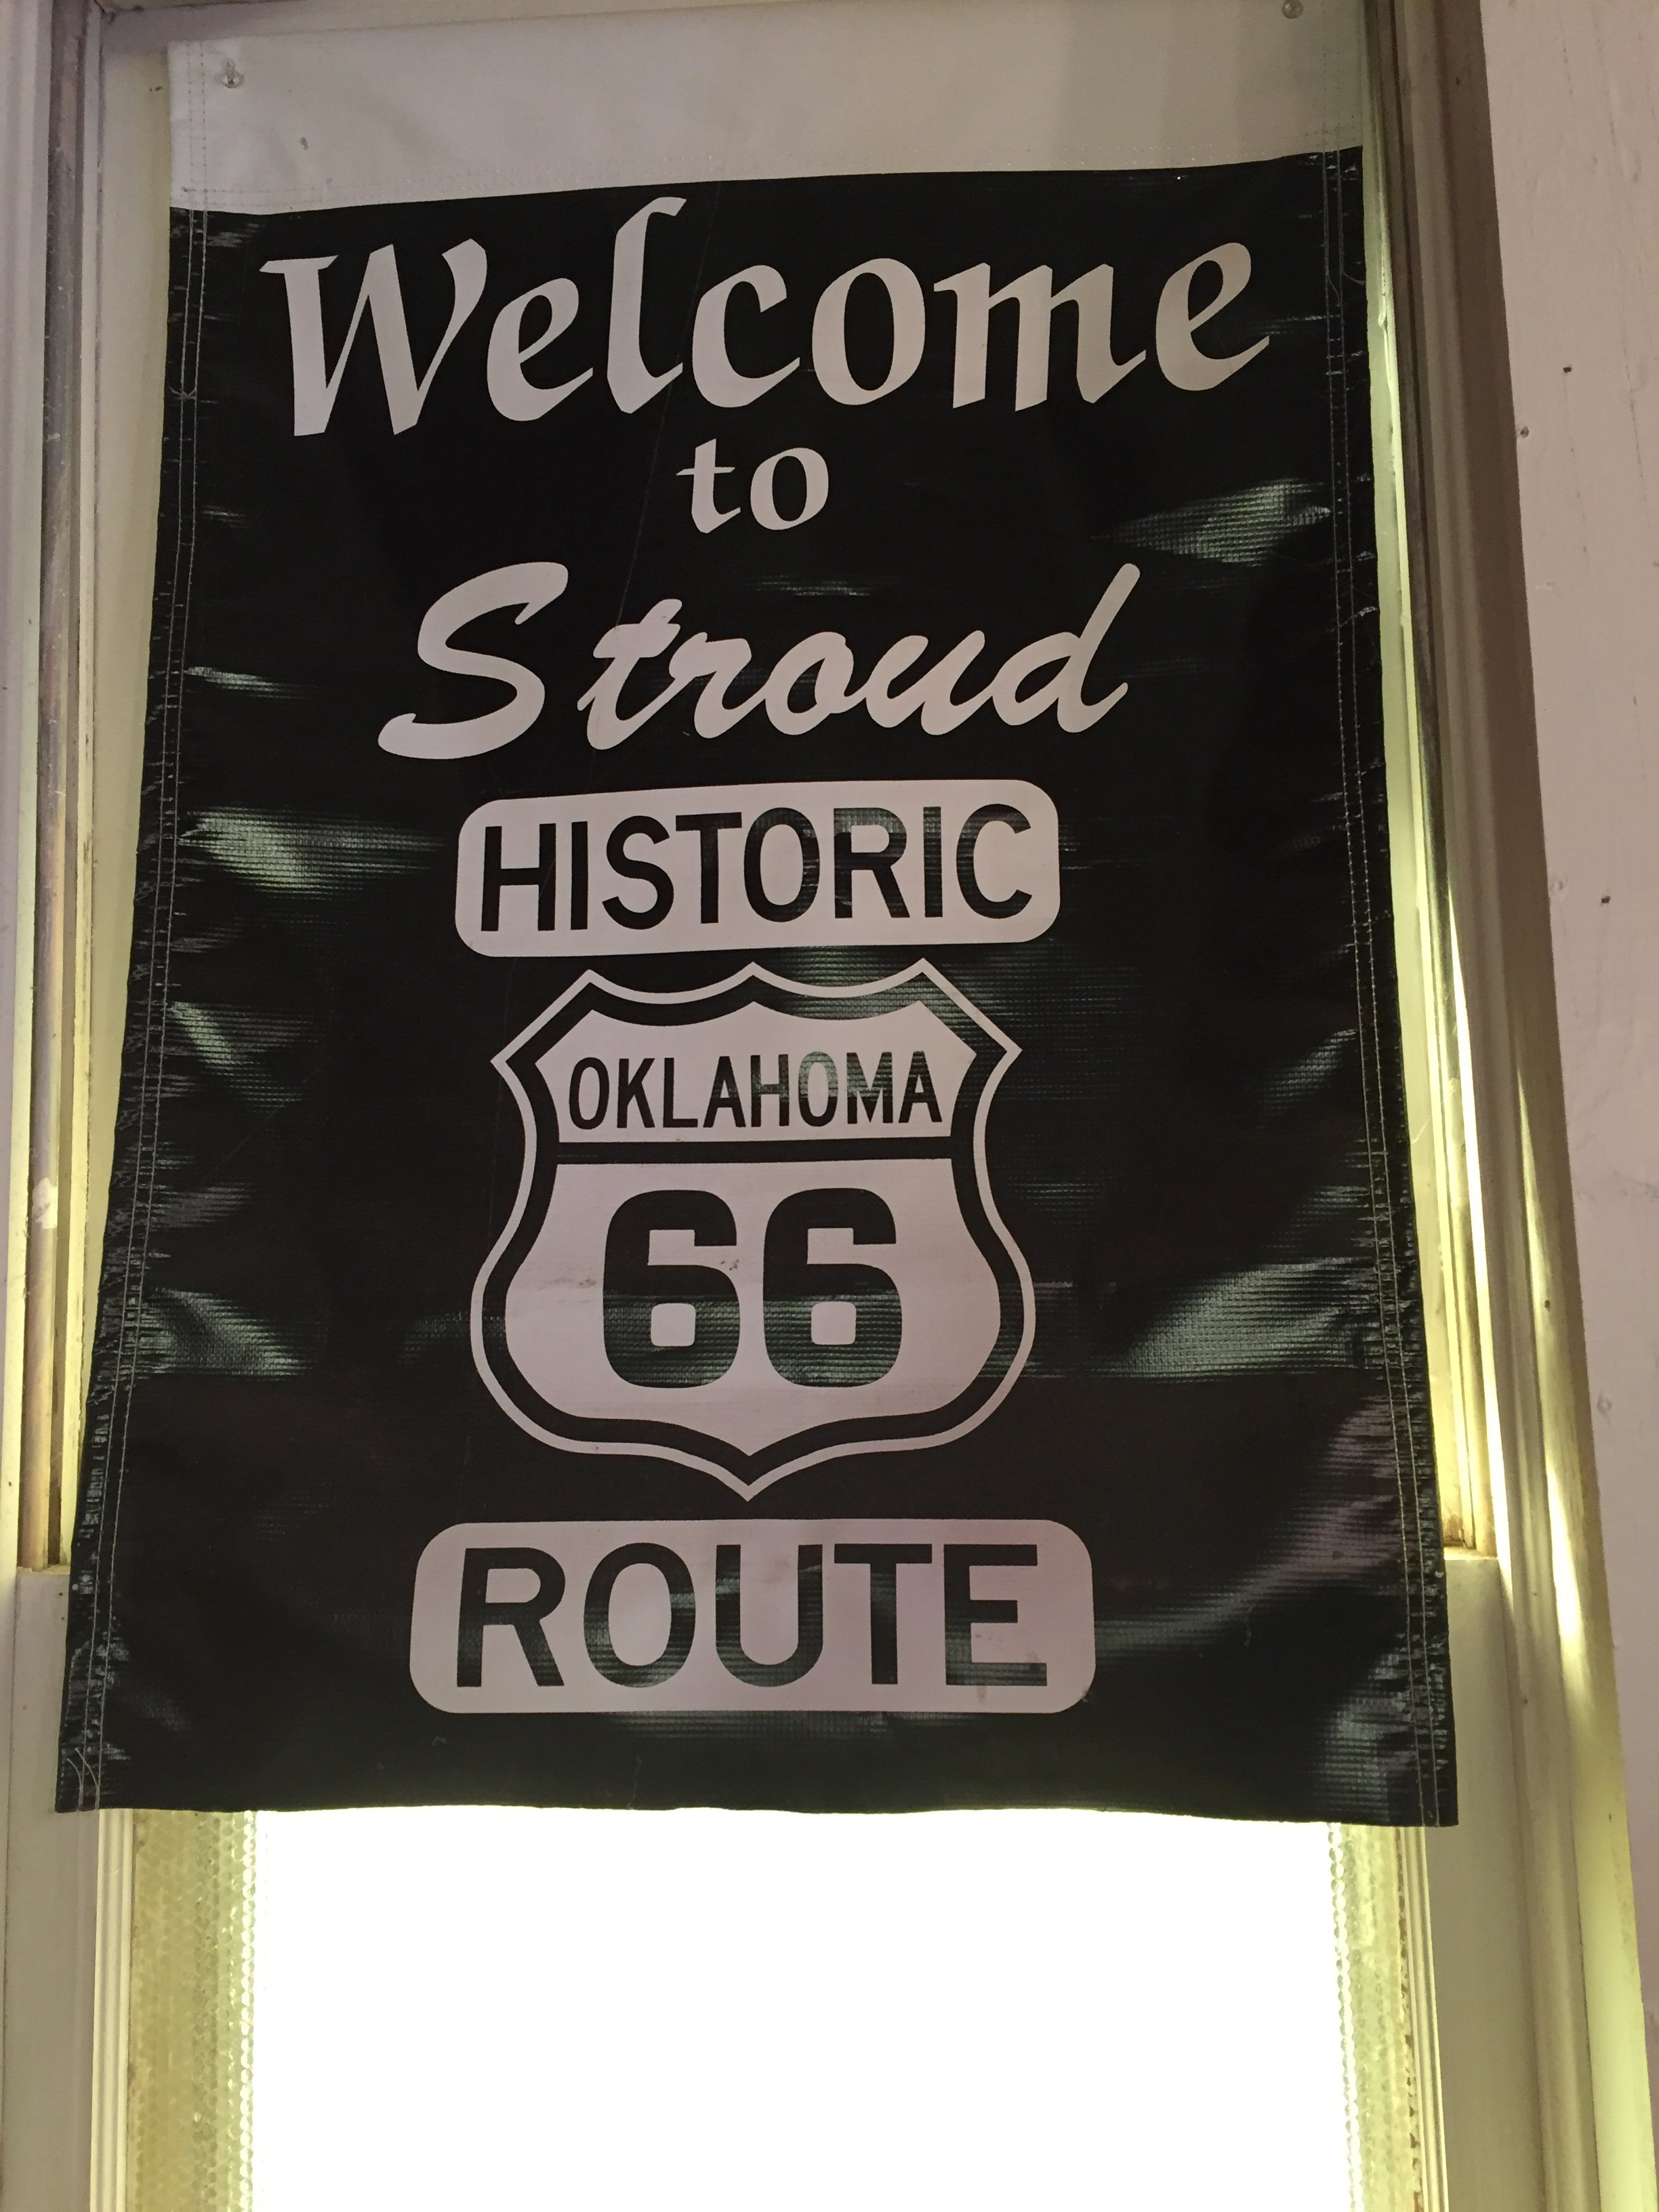 Welcome
to
Stroud
HISTORIC
OKLAHOMA
66
ROUTE